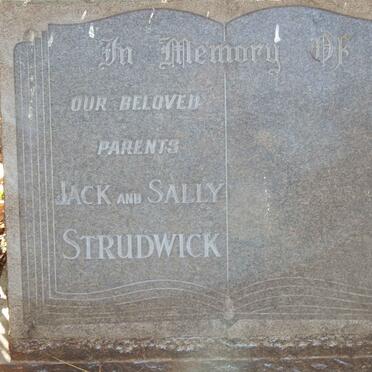 In Memory Of
OUR BELOVED
PARENTS
JACK AND SALLY
STRUDWICK